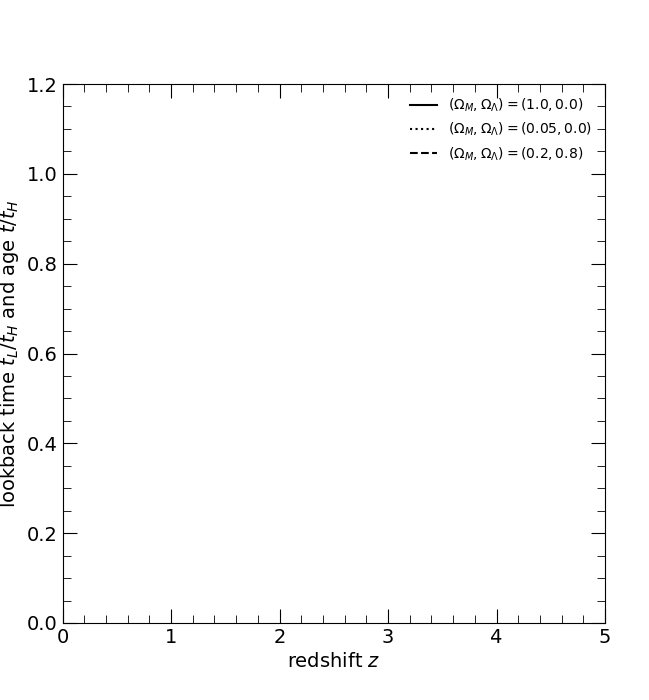 1.2
1.0
0.8
0.6
0.4
0.2
0.0
lookback time t_L/t_H and age t/t_H
(Ω_M, Ω_Λ) = (1.0, 0.0)
(Ω_M, Ω_Λ) = (0.05, 0.0)
(Ω_M, Ω_Λ) = (0.2, 0.8)
0 1 2 3 4 5
redshift z